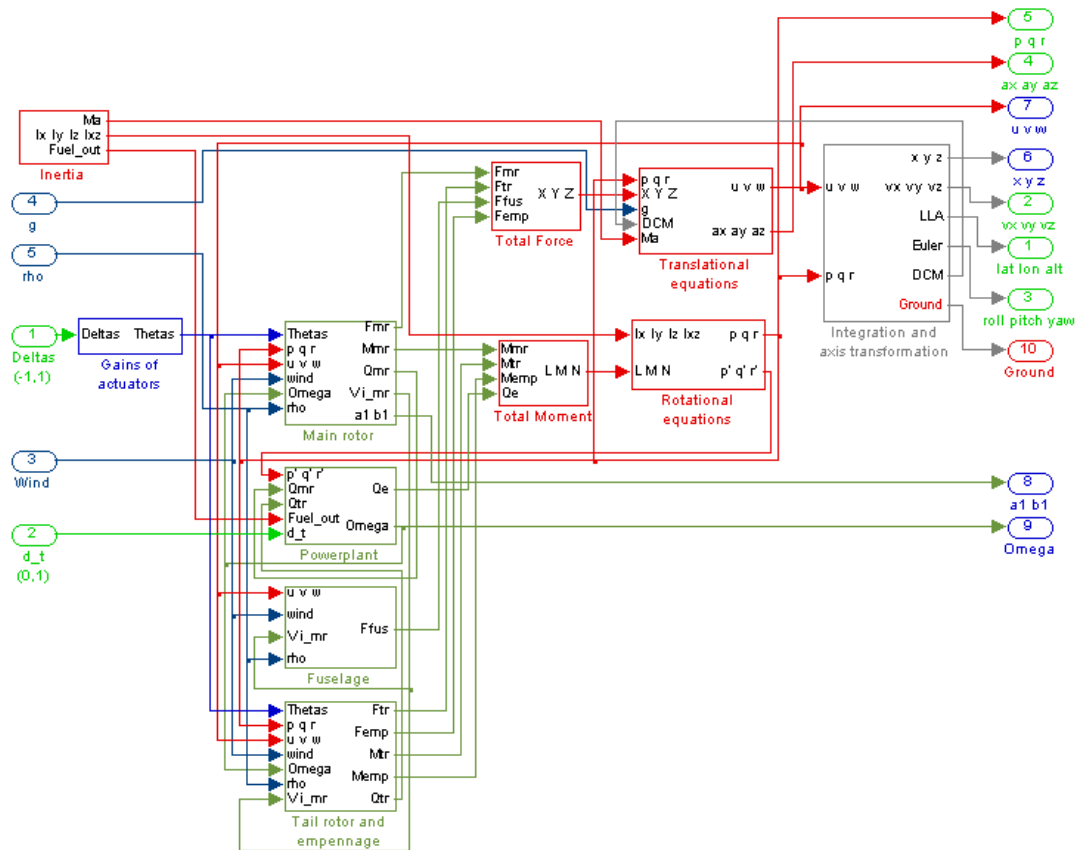 5
p q r
4
ax ay az
7
u v w
6
x y z
2
vx vy vz
1
lat lon alt
3
roll pitch yaw
10
Ground
Ma
Ix Iy Iz Ixz
Fuel_out
Inertia
4
g
5
rho
1
Deltas
(-1,1)
Deltas Thetas
Gains of
actuators
3
Wind
2
d_t
(0,1)
Fmr
Ftr
Ffus
Femp
X Y Z
Total Force
p q r
X Y Z
g
DCM
Ma
u v w
ax ay az
Translational
equations
u v w
p q r
x y z
vx vy vz
LLA
Euler
DCM
Ground
Integration and
axis transformation
Thetas
p q r
u v w
wind
Omega
rho
Fmr
Mmr
Qmr
Vi_mr
a1 b1
Main rotor
Mmr
Mtr
Memp
Qe
L M N
Total Moment
Ix Iy Iz Ixz
L M N
p q r
p' q' r'
Rotational
equations
p' q' r'
Qmr
Qtr
Fuel_out
d_t
Qe
Omega
Powerplant
8
a1 b1
9
Omega
u v w
wind
Vi_mr
rho
Ffus
Fuselage
Thetas
p q r
u v w
wind
Omega
rho
Vi_mr
Ftr
Femp
Mtr
Memp
Qtr
Tail rotor and
empennage